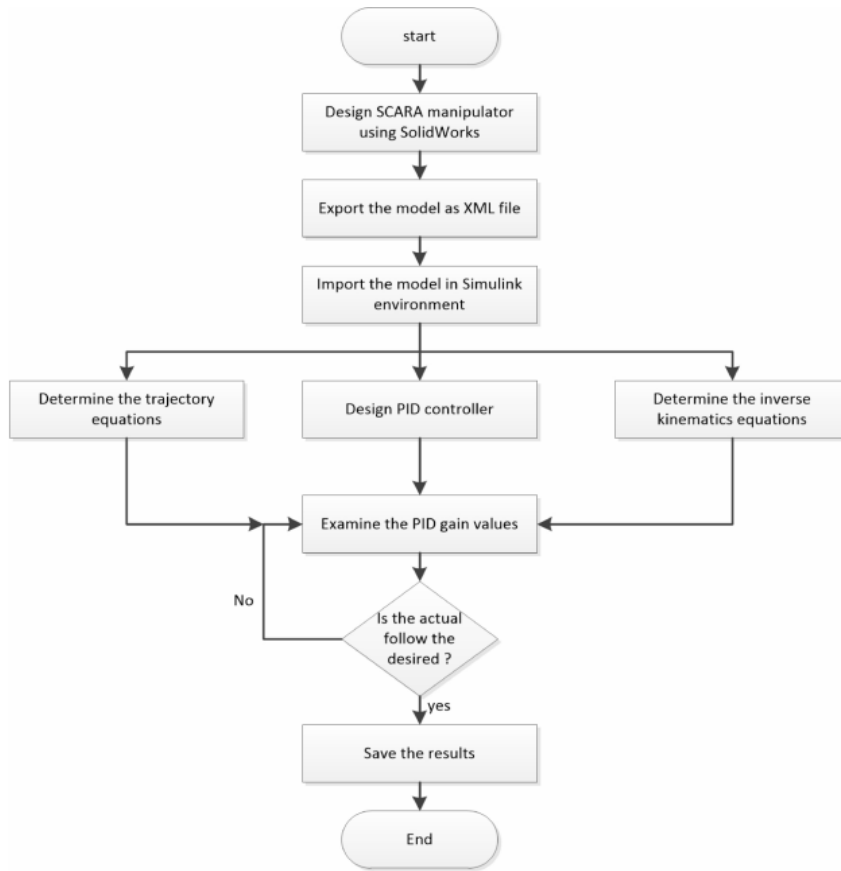 start
Design SCARA manipulator
using SolidWorks
Export the model as XML file
Import the model in Simulink
environment
Determine the trajectory
equations
Design PID controller
Determine the inverse
kinematics equations
Examine the PID gain values
No
Is the actual
follow the
desired ?
yes
Save the results
End